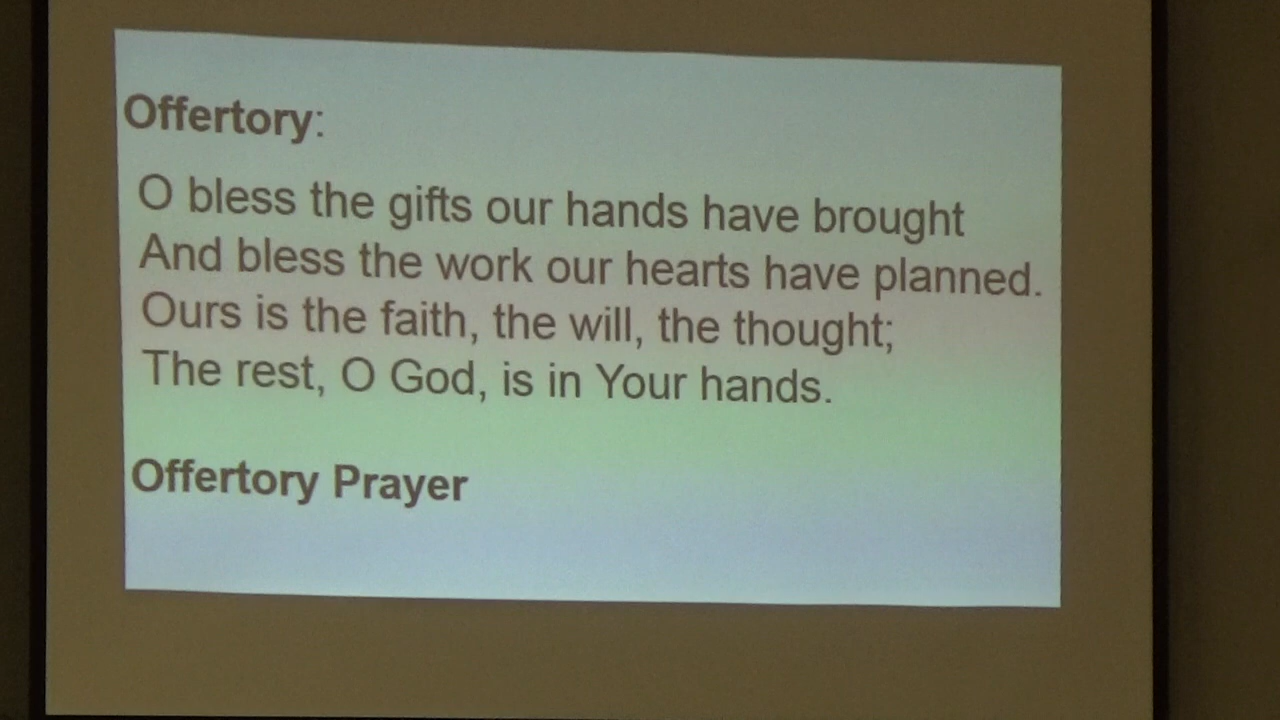 Offertory:
O bless the gifts our hands have brought
And bless the work our hearts have planned.
Ours is the faith, the will, the thought;
The rest, O God, is in Your hands.
Offertory Prayer